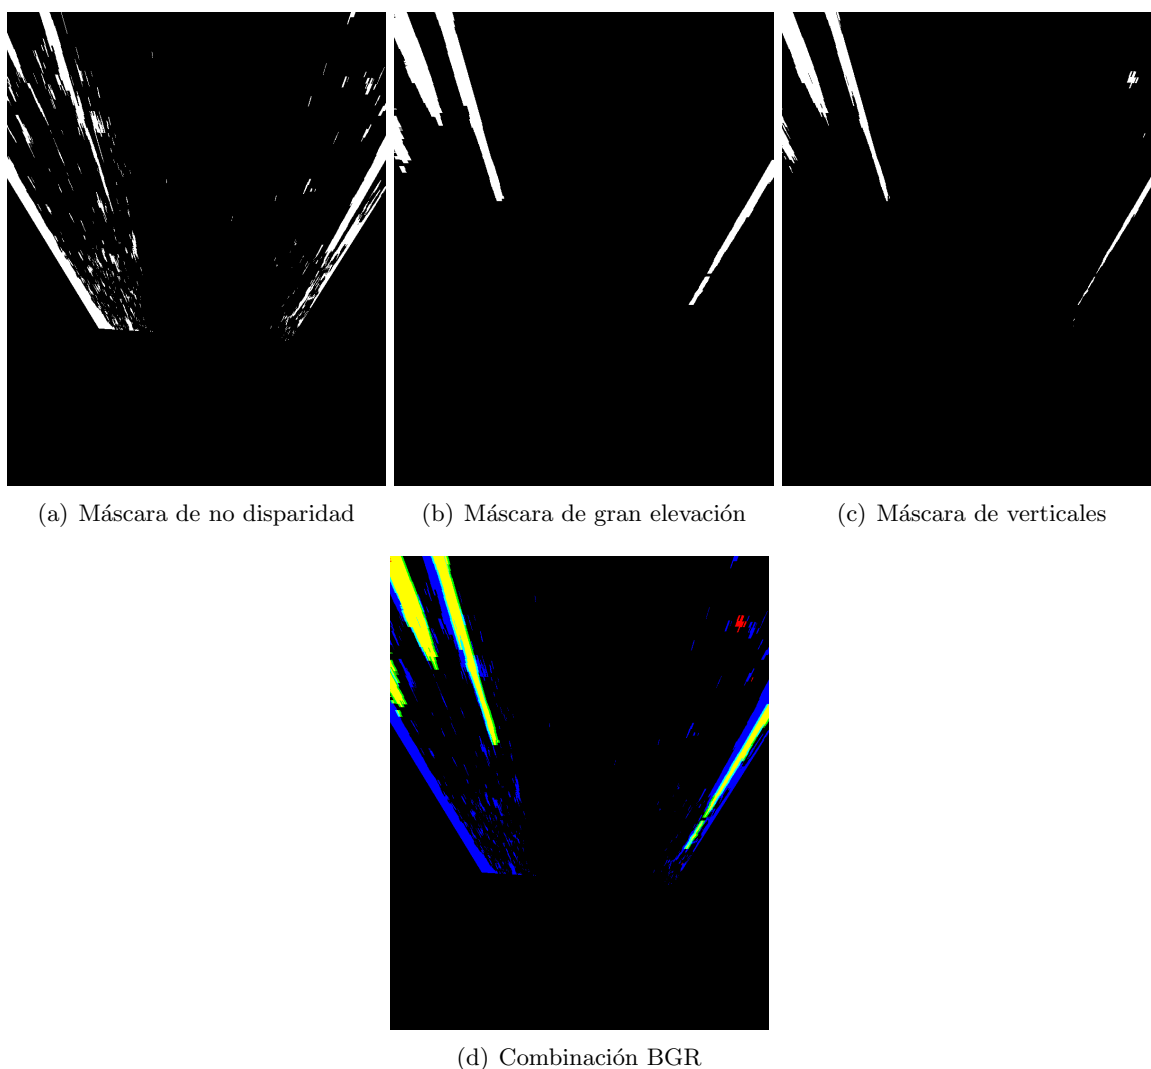 (a) Máscara de no disparidad
(b) Máscara de gran elevación
(c) Máscara de verticales
(d) Combinación BGR